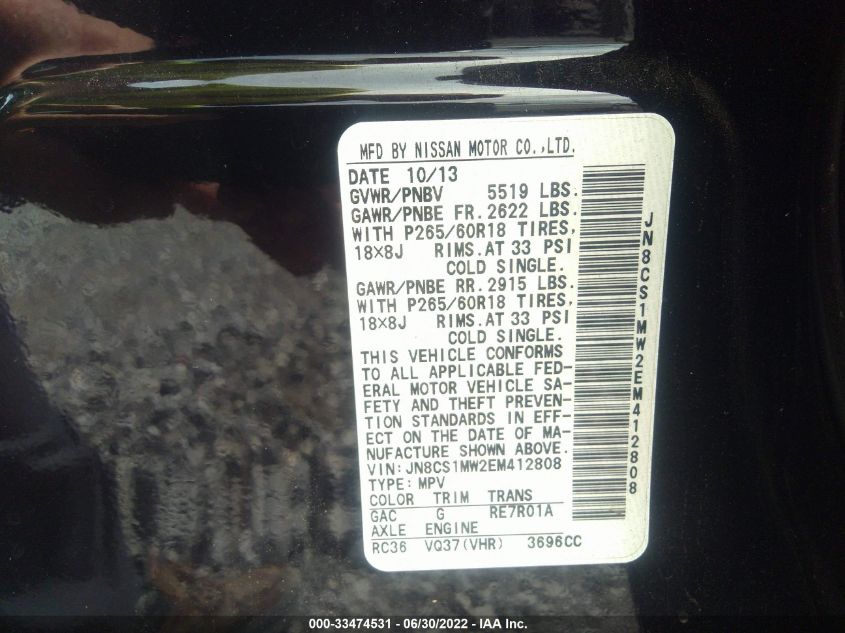 MFD BY NISSAN MOTOR CO.,LTD.
DATE 10/13
GVWR/PNBV 5519 LBS.
GAWR/PNBE FR. 2622 LBS.
WITH P265/60R18 TIRES,
18X8J RIMS.AT 33 PSI
COLD SINGLE.
GAWR/PNBE RR. 2915 LBS.
WITH P265/60R18 TIRES,
18X8J RIMS.AT 33 PSI
COLD SINGLE.
THIS VEHICLE CONFORMS
TO ALL APPLICABLE FED-
ERAL MOTOR VEHICLE SA-
FETY AND THEFT PREVEN-
TION STANDARDS IN EFF-
ECT ON THE DATE OF MA-
NUFACTURE SHOWN ABOVE.
VIN: JN8CS1MW2EM412808
TYPE: MPV
COLOR TRIM TRANS
GAC G RE7R01A
AXLE ENGINE
RC36 VQ37(VHR) 3696CC
JN8CS1MW2EM412808
000-33474531 - 06/30/2022 - IAA Inc.